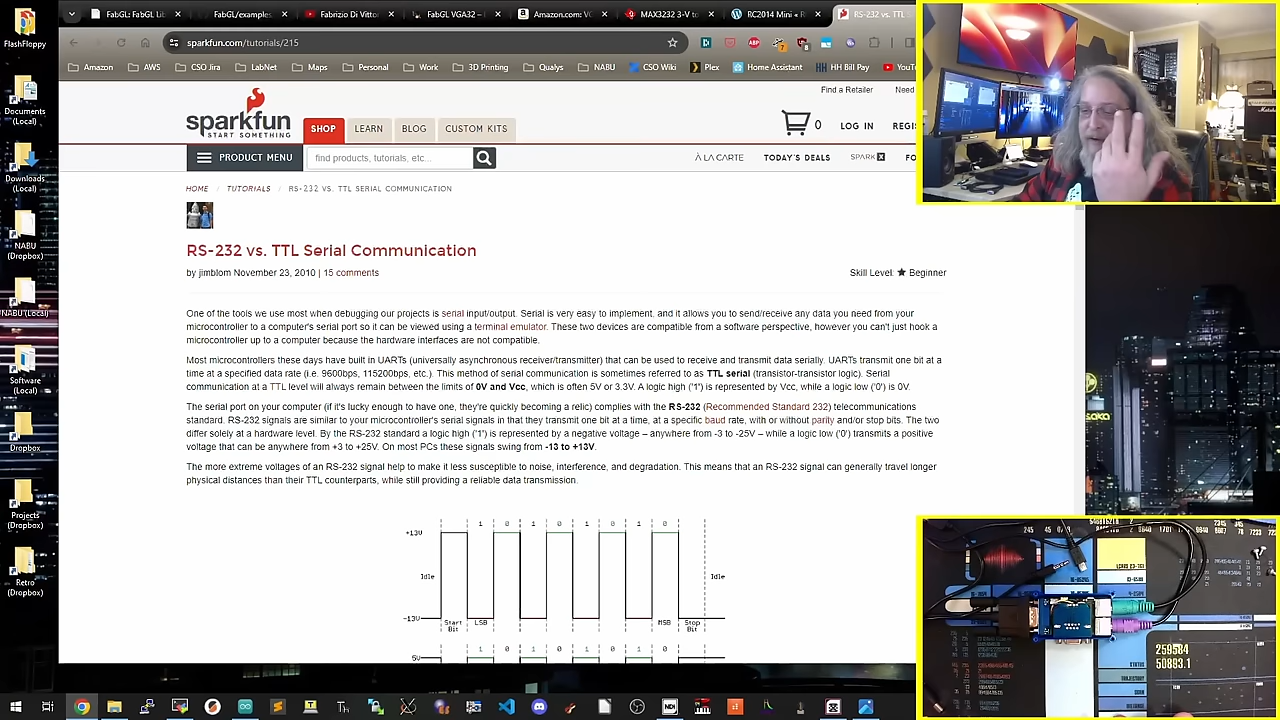 FabGL: FabGL Lib
FabGL/examples
Fabrizio Di Vitto
FabGL VGA32 –
Amazon.com: VG
MAX3232 3-V to
RC2014 Mini « R
RS-232 vs. TTL S
sparkfun.com/tutorials/215
Amazon
AWS
CSO Jira
LabNet
Maps
Personal
Work
3D Printing
Qualys
NABU
CSO Wiki
Plex
Home Assistant
HH Bill Pay
YouTu
Find a Retailer
Need
sparkfun
START SOMETHING
SHOP
LEARN
BLOG
CUSTOM KITS
0
LOG IN
REGI
PRODUCT MENU
find products, tutorials, etc...
À LA CARTE
TODAY'S DEALS
SPARK X
FO
HOME / TUTORIALS / RS-232 VS. TTL SERIAL COMMUNICATION
RS-232 vs. TTL Serial Communication
by jimblom November 23, 2010 | 15 comments
Skill Level: ★ Beginner
One of the tools we use most when debugging our projects is serial input/output. Serial is very easy to implement, and it allows you to send/receive any data you need from your
microcontroller to a computer's serial port so it can be viewed using a terminal emulator. These two devices are compatible from a software perspective, however you can't just hook a
microcontroller up to a computer because the hardware interfaces are not compatible.
Most microcontrollers these days have built in UARTs (universally asynchronous receiver/transmitter) that can be used to receive and transmit data serially. UARTs transmit one bit at a
time at a specified data rate (i.e. 9600bps, 115200bps, etc.). This method of serial communication is sometimes referred to as TTL serial (transistor-transistor logic). Serial
communication at a TTL level will always remain between the limits of 0V and Vcc, which is often 5V or 3.3V. A logic high ('1') is represented by Vcc, while a logic low ('0') is 0V.
The serial port on your computer (if it's lucky enough to have one, they're quickly becoming a relic) complies with the RS-232 (Recommended Standard 232) telecommunications
standard. RS-232 signals are similar to your microcontroller's serial signals in that they transmit one bit at a time, at a specific baud rate, with or without parity and/or stop bits. The two
differ soley at a hardware level. By the RS-232 standard a logic high ('1') is represented by a negative voltage – anywhere from -3 to -25V – while a logic low ('0') transmits a positive
voltage that can be anywhere from +3 to +25V. On most PCs these signals swing from -13 to +13V.
The more extreme voltages of an RS-232 signal help to make it less susceptible to noise, interference, and degradation. This means that an RS-232 signal can generally travel longer
physical distances than their TTL counterparts, while still providing a reliable data transmission.
1 0 1 0 1 0 1 0
+13V
Idle
Idle
-13V
Start Bit
LSB
MSB
Stop Bit
1 0 1 0 1 0 1 0
5V
FlashFloppy
Documents (Local)
Downloads (Local)
NABU (Dropbox)
NABU (Local)
Software (Local)
Dropbox
Projects (Dropbox)
Retro (Dropbox)
259584
50883.1